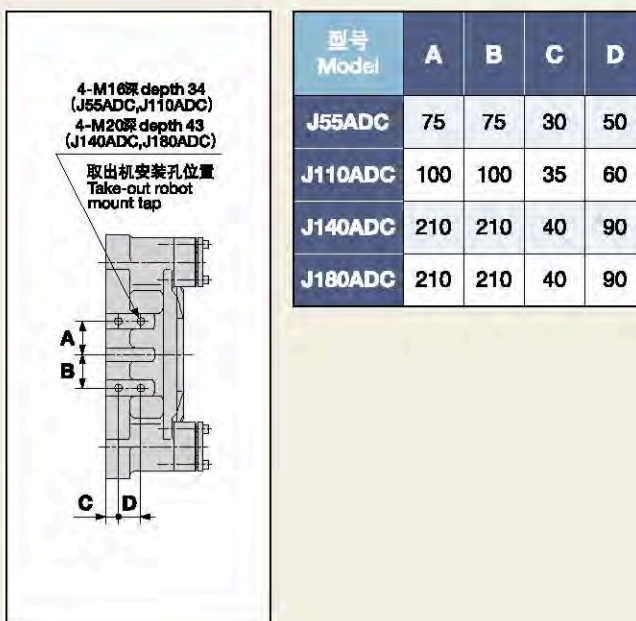 4-M16深 depth 34
(J55ADC,J110ADC)
4-M20深 depth 43
(J140ADC,J180ADC)
取出机安装孔位置
Take-out robot
mount tap
A
B
C D
型号 Model A B C D
J55ADC 75 75 30 50
J110ADC 100 100 35 60
J140ADC 210 210 40 90
J180ADC 210 210 40 90